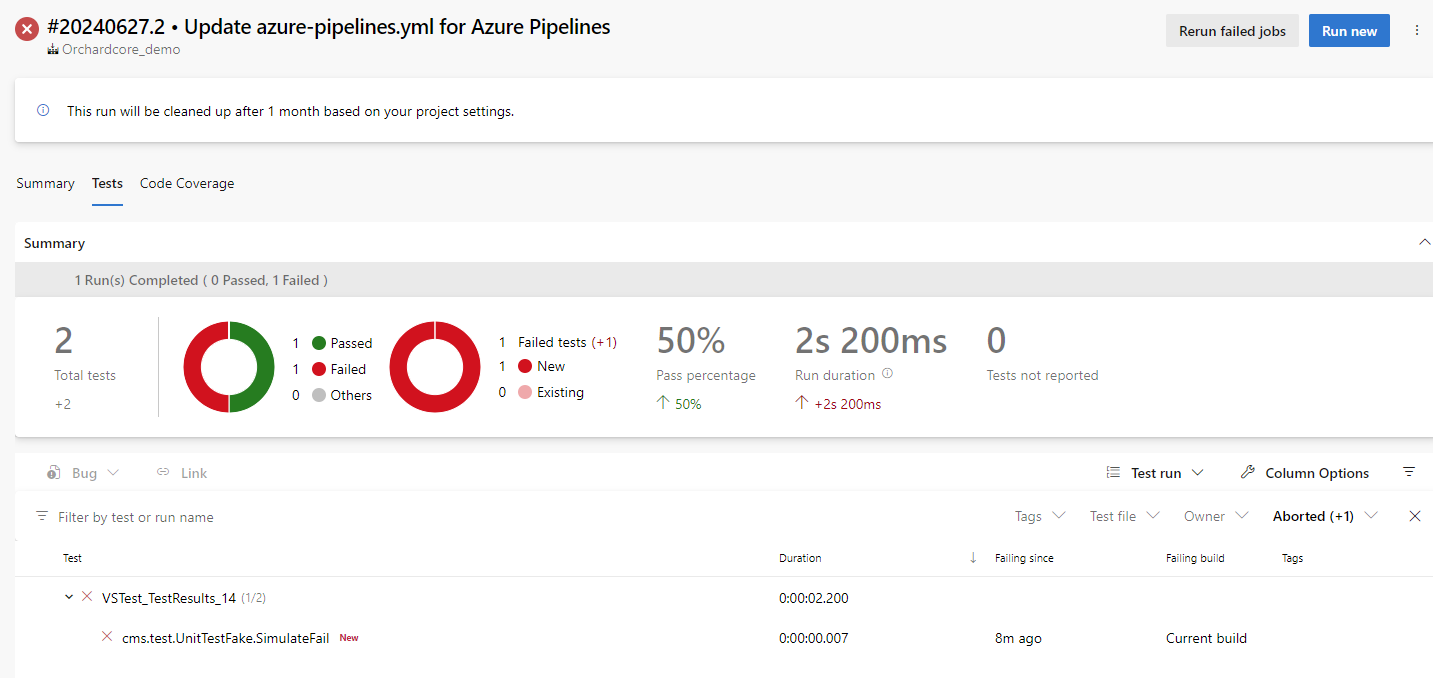 #20240627.2 • Update azure-pipelines.yml for Azure Pipelines
Orchardcore_demo
Rerun failed jobs
Run new
This run will be cleaned up after 1 month based on your project settings.
Summary Tests Code Coverage
Summary
1 Run(s) Completed ( 0 Passed, 1 Failed )
2
Total tests
+2
1 Passed
1 Failed
0 Others
1 Failed tests (+1)
1 New
0 Existing
50%
Pass percentage
50%
2s 200ms
Run duration
+2s 200ms
0
Tests not reported
Bug Link Test run Column Options
Filter by test or run name Tags Test file Owner Aborted (+1)
Test Duration Failing since Failing build Tags
VSTest_TestResults_14 (1/2) 0:00:02.200
cms.test.UnitTestFake.SimulateFail New 0:00:00.007 8m ago Current build